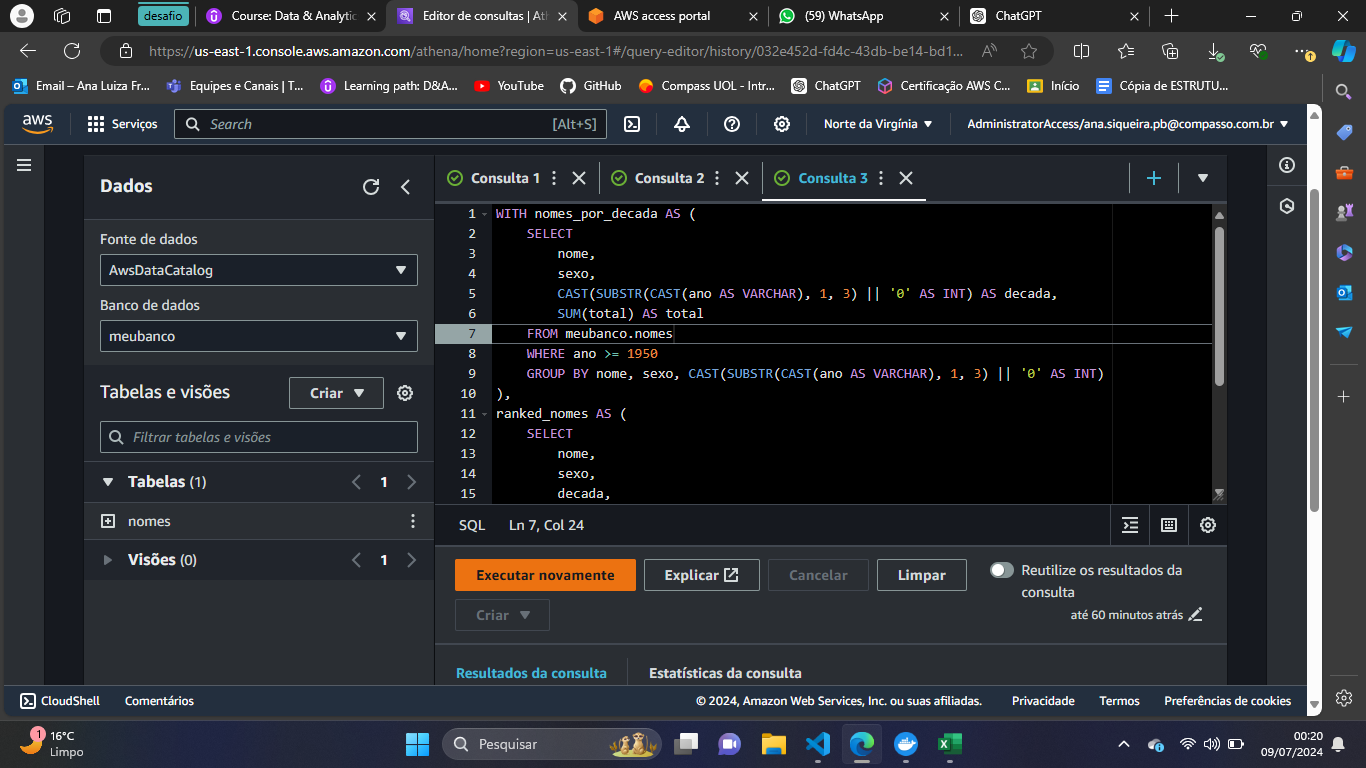 desafio
Course: Data & Analytic
Editor de consultas | Ath
AWS access portal
(59) WhatsApp
ChatGPT
https://us-east-1.console.aws.amazon.com/athena/home?region=us-east-1#/query-editor/history/032e452d-fd4c-43db-be14-bd1...
Email – Ana Luiza Fr...
Equipes e Canais | T...
Learning path: D&A...
YouTube
GitHub
Compass UOL - Intr...
ChatGPT
Certificação AWS C...
Início
Cópia de ESTRUTU...
aws
Serviços
Search
[Alt+S]
Norte da Virgínia
AdministratorAccess/ana.siqueira.pb@compasso.com.br
Dados
Fonte de dados
AwsDataCatalog
Banco de dados
meubanco
Tabelas e visões
Criar
Filtrar tabelas e visões
Tabelas (1)
1
nomes
Visões (0)
1
Consulta 1
Consulta 2
Consulta 3
1 WITH nomes_por_decada AS (
2 SELECT
3 nome,
4 sexo,
5 CAST(SUBSTR(CAST(ano AS VARCHAR), 1, 3) || '0' AS INT) AS decada,
6 SUM(total) AS total
7 FROM meubanco.nomes
8 WHERE ano >= 1950
9 GROUP BY nome, sexo, CAST(SUBSTR(CAST(ano AS VARCHAR), 1, 3) || '0' AS INT)
10 ),
11 ranked_nomes AS (
12 SELECT
13 nome,
14 sexo,
15 decada,
SQL
Ln 7, Col 24
Executar novamente
Explicar
Cancelar
Limpar
Reutilize os resultados da
consulta
até 60 minutos atrás
Criar
Resultados da consulta
Estatísticas da consulta
CloudShell
Comentários
© 2024, Amazon Web Services, Inc. ou suas afiliadas.
Privacidade
Termos
Preferências de cookies
1
16°C
Limpo
Pesquisar
00:20
09/07/2024